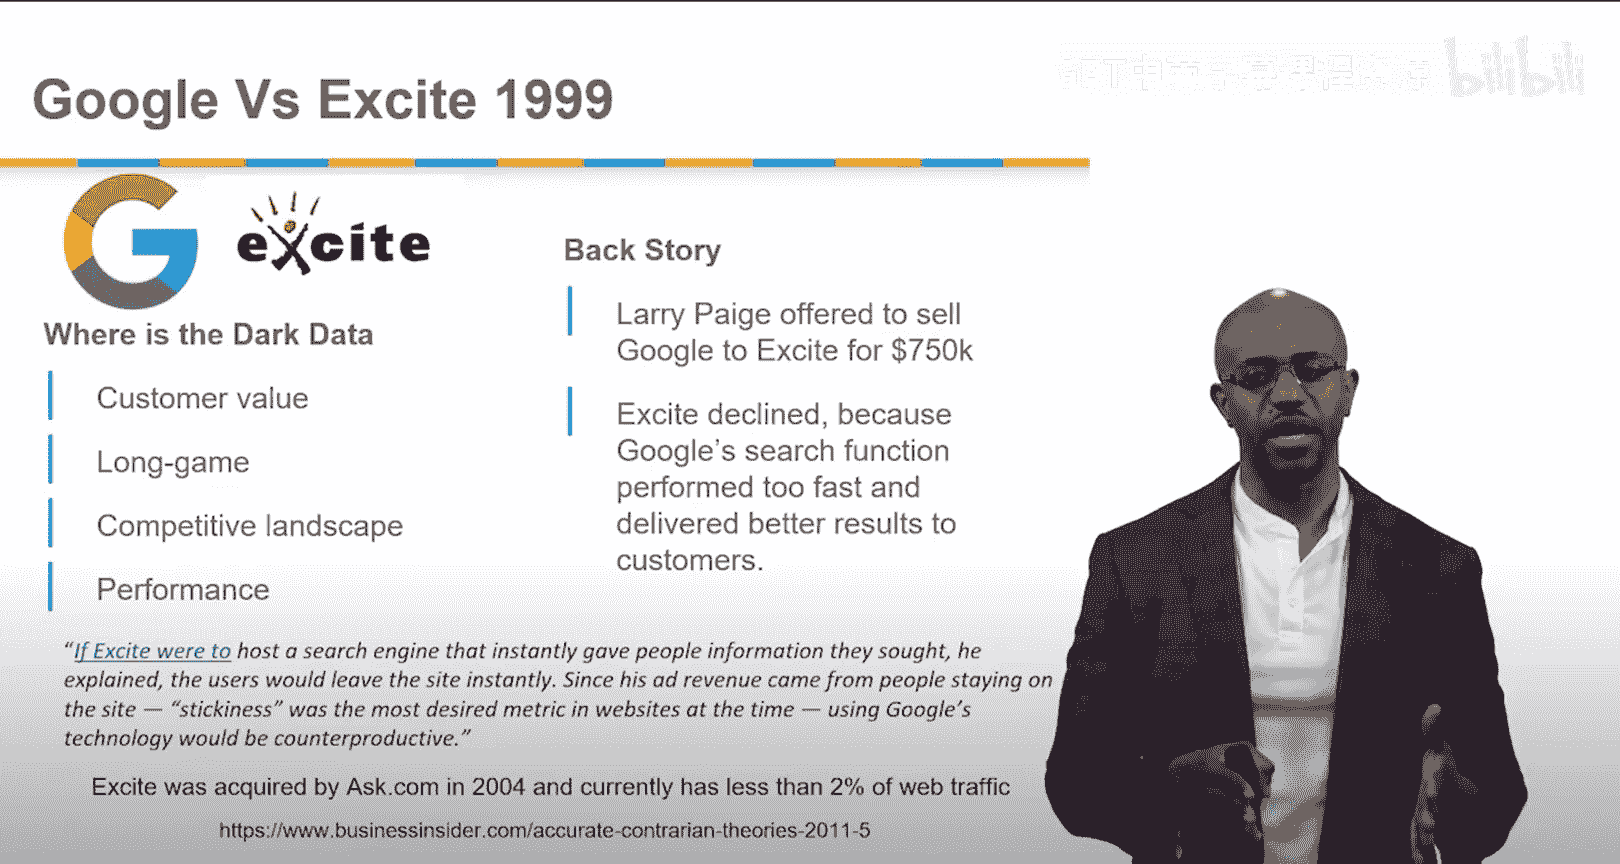 Google Vs Excite 1999
bilibili
excite
Where is the Dark Data
Customer value
Long-game
Competitive landscape
Performance
Back Story
Larry Paige offered to sell
Google to Excite for $750k
Excite declined, because
Google’s search function
performed too fast and
delivered better results to
customers.
“If Excite were to host a search engine that instantly gave people information they sought, he
explained, the users would leave the site instantly. Since his ad revenue came from people staying on
the site — “stickiness” was the most desired metric in websites at the time — using Google’s
technology would be counterproductive.”
Excite was acquired by Ask.com in 2004 and currently has less than 2% of web traffic
https://www.businessinsider.com/accurate-contrarian-theories-2011-5